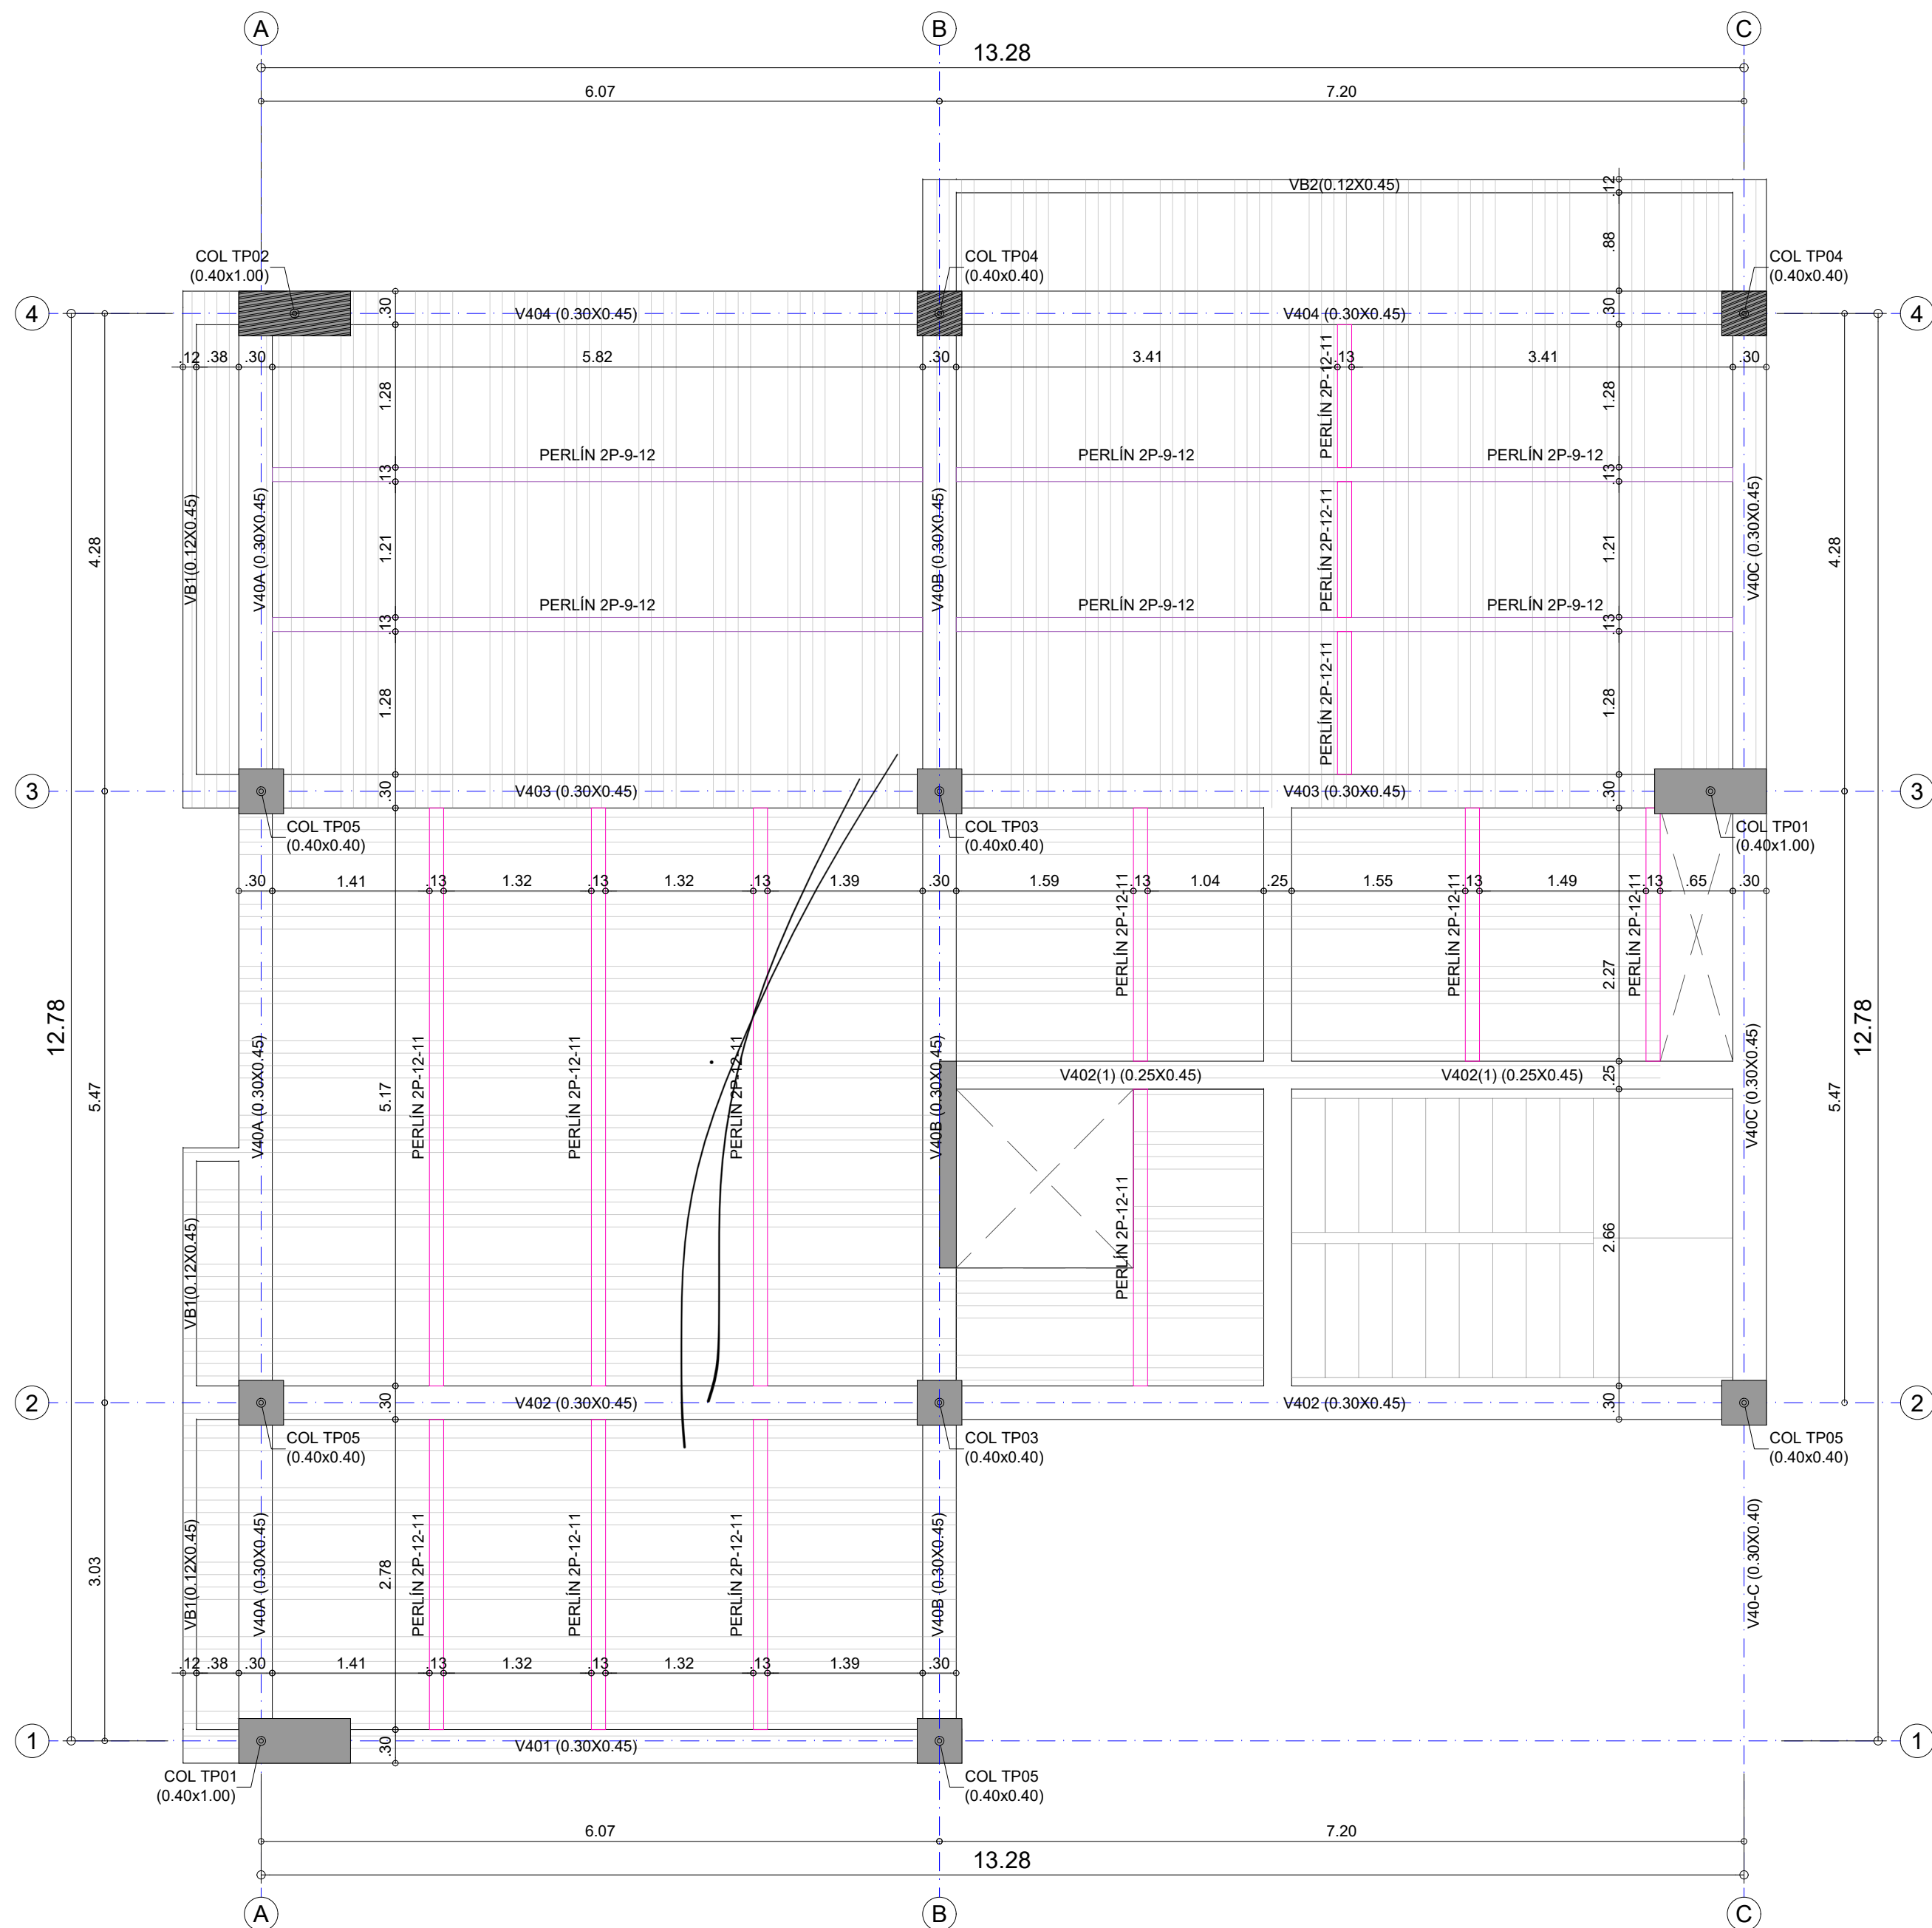 A
B
C
13.28
6.07
7.20
VB2(0.12X0.45)
.12
.88
COL TP02
(0.40x1.00)
COL TP04
(0.40x0.40)
COL TP04
(0.40x0.40)
4
V404 (0.30X0.45)
V404 (0.30X0.45)
4
.30
.30
.12
.38
.30
5.82
.30
3.41
.13
3.41
.30
1.28
PERLÍN 2P-12-11
1.28
PERLÍN 2P-9-12
PERLÍN 2P-9-12
PERLÍN 2P-9-12
.13
.13
VB1(0.12X0.45)
V40A (0.30X0.45)
V40B (0.30X0.45)
V40C (0.30X0.45)
4.28
1.21
PERLÍN 2P-12-11
1.21
4.28
PERLÍN 2P-9-12
PERLÍN 2P-9-12
PERLÍN 2P-9-12
.13
.13
1.28
PERLÍN 2P-12-11
1.28
3
V403 (0.30X0.45)
V403 (0.30X0.45)
3
.30
.30
COL TP05
(0.40x0.40)
COL TP03
(0.40x0.40)
COL TP01
(0.40x1.00)
.30
1.41
.13
1.32
.13
1.32
.13
1.39
.30
1.59
.13
1.04
.25
1.55
.13
1.49
.13
.65
.30
PERLÍN 2P-12-11
PERLÍN 2P-12-11
2.27
PERLÍN 2P-12-11
12.78
12.78
5.47
V40A (0.30X0.45)
5.17
PERLÍN 2P-12-11
PERLÍN 2P-12-11
PERLÍN 2P-12-11
V40B (0.30X0.45)
V402(1) (0.25X0.45)
V402(1) (0.25X0.45)
.25
V40C (0.30X0.45)
5.47
VB1(0.12X0.45)
PERLÍN 2P-12-11
2.66
2
V402 (0.30X0.45)
V402 (0.30X0.45)
2
.30
.30
COL TP05
(0.40x0.40)
COL TP03
(0.40x0.40)
COL TP05
(0.40x0.40)
3.03
VB1(0.12X0.45)
V40A (0.30X0.45)
2.78
PERLÍN 2P-12-11
PERLÍN 2P-12-11
PERLÍN 2P-12-11
V40B (0.30X0.45)
V40-C (0.30X0.40)
.12
.38
.30
1.41
.13
1.32
.13
1.32
.13
1.39
.30
1
.30
V401 (0.30X0.45)
1
COL TP01
(0.40x1.00)
COL TP05
(0.40x0.40)
6.07
7.20
13.28
A
B
C